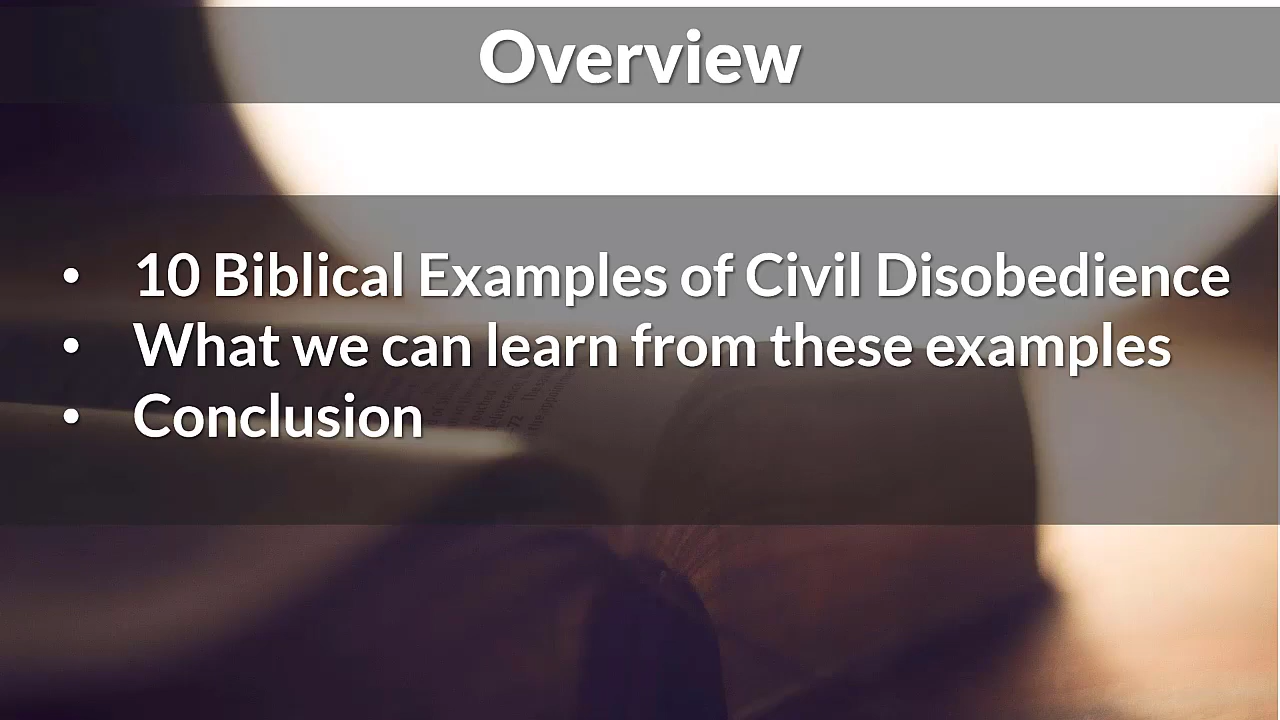 Overview
• 10 Biblical Examples of Civil Disobedience
• What we can learn from these examples
• Conclusion